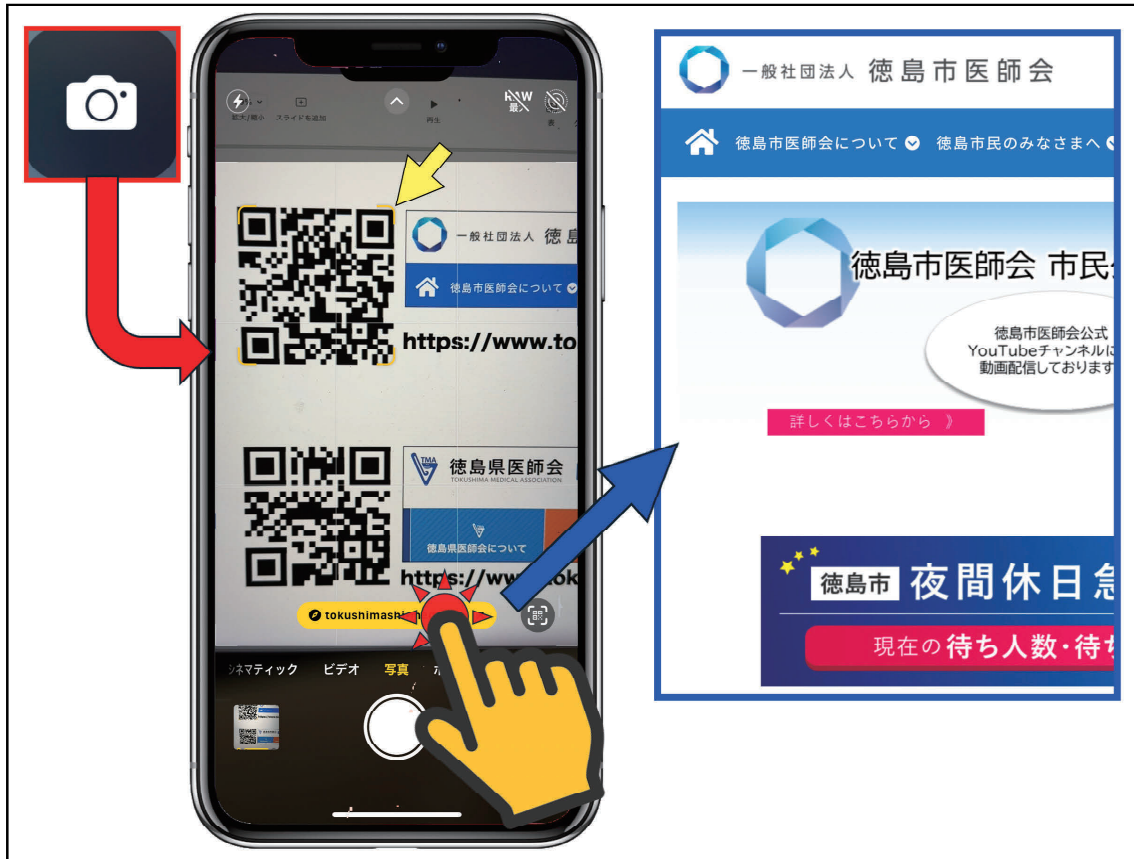 RAW
最大
拡大/縮小
スライドを追加
再生
表
一般社団法人 徳島
徳島市医師会について
https://www.to
TMA
徳島県医師会
TOKUSHIMA MEDICAL ASSOCIATION
徳島県医師会について
https://www.tok
tokushimashi
シネマティック ビデオ 写真
一般社団法人 徳島市医師会
徳島市医師会について 徳島市民のみなさまへ
徳島市医師会 市民
徳島市医師会公式
YouTubeチャンネルに
動画配信しております
詳しくはこちらから 》
徳島市 夜間休日急
現在の待ち人数・待ち